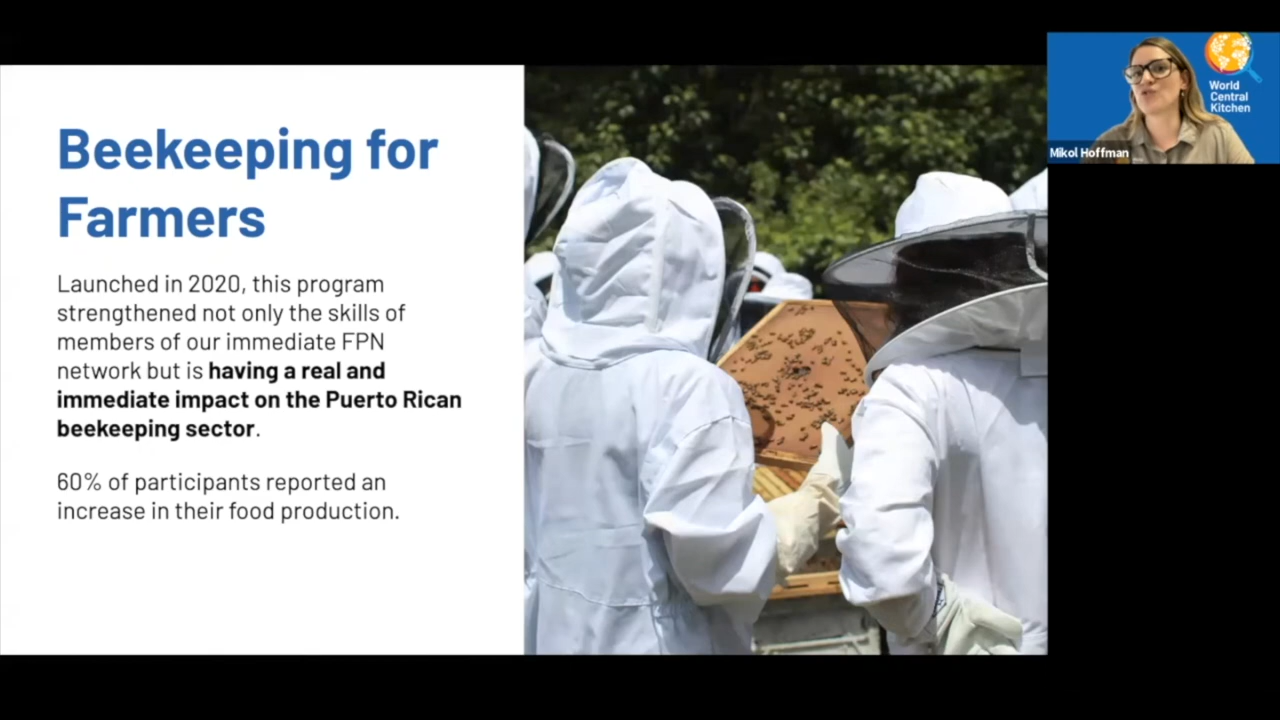 Beekeeping for
Farmers
Launched in 2020, this program
strengthened not only the skills of
members of our immediate FPN
network but is having a real and
immediate impact on the Puerto Rican
beekeeping sector.
60% of participants reported an
increase in their food production.
World
Central
Kitchen
Mikol Hoffman